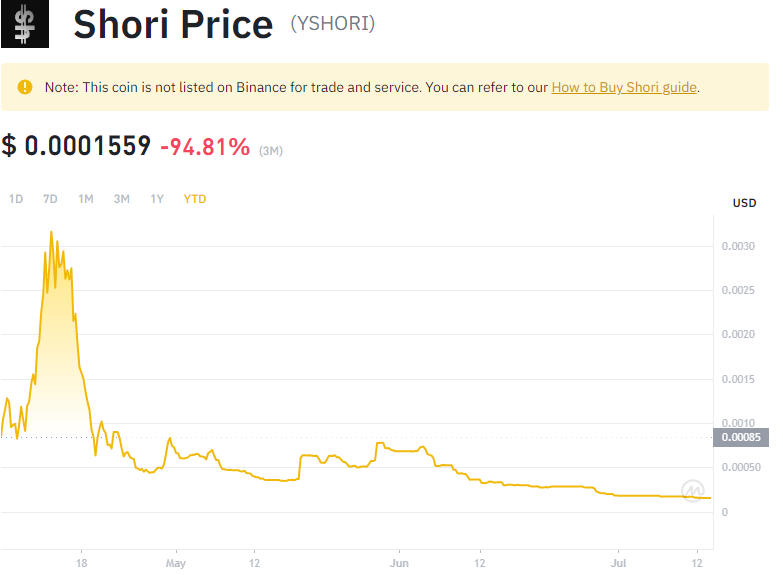 Shori Price (YSHORI)
Note: This coin is not listed on Binance for trade and service. You can refer to our How to Buy Shori guide.
$ 0.0001559 -94.81% (3M)
1D 7D 1M 3M 1Y YTD
USD
0.0030
0.0025
0.0020
0.0015
0.0010
0.00085
0.00050
0
18 May 12 Jun 12 Jul 12